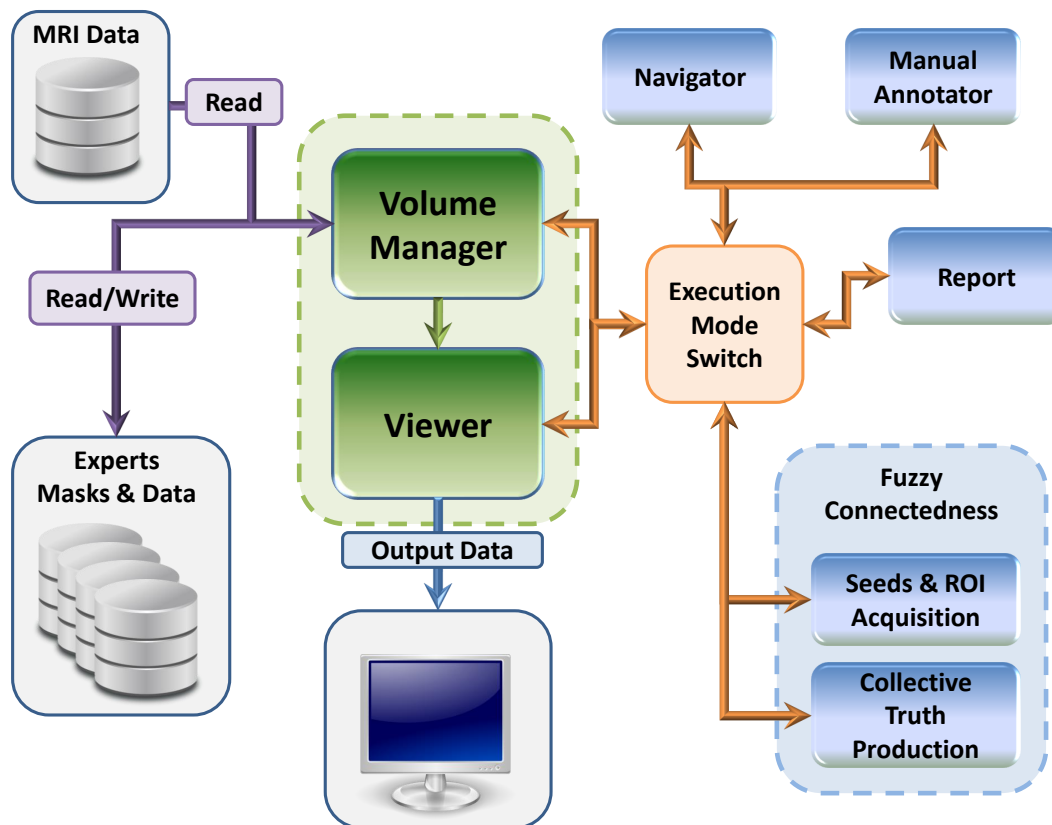 MRI Data
Read
Navigator
Manual
Annotator
Volume
Manager
Read/Write
Execution
Mode
Switch
Report
Viewer
Experts
Masks & Data
Fuzzy
Connectedness
Output Data
Seeds & ROI
Acquisition
Collective
Truth
Production